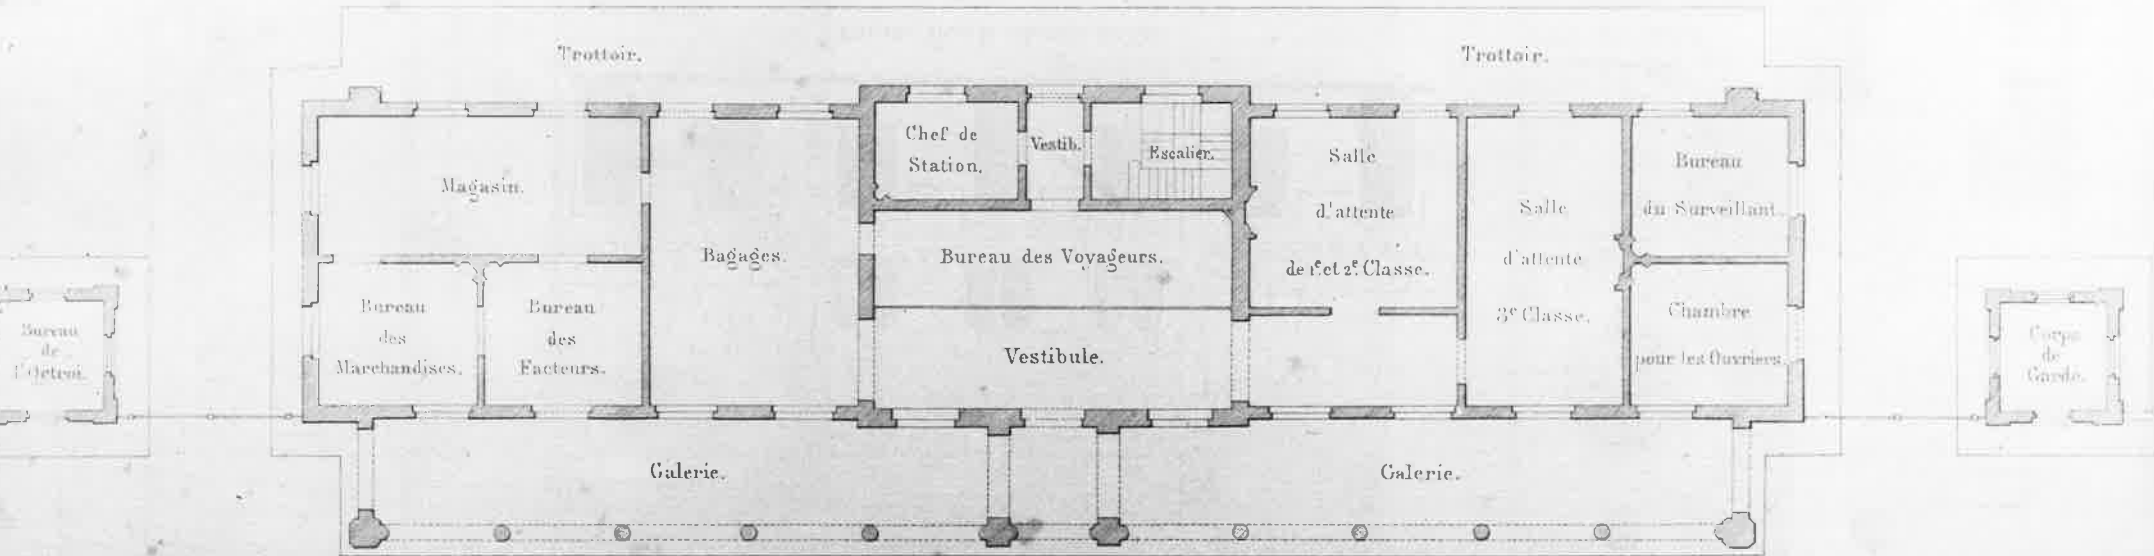 Trottoir.
Trottoir.
Magasin.
Bagages.
Chef de
Station.
Vestib.
Escalier.
Salle
d'attente
de 1e. et 2e. Classe.
Salle
d'attente
3e Classe.
Bureau
du Surveillant.
Bureau des Voyageurs.
Vestibule.
Bureau
de
l'Octroi.
Bureau
des
Marchandises.
Bureau
des
Facteurs.
Chambre
pour les Ouvriers.
Corps
de
Garde.
Galerie.
Galerie.